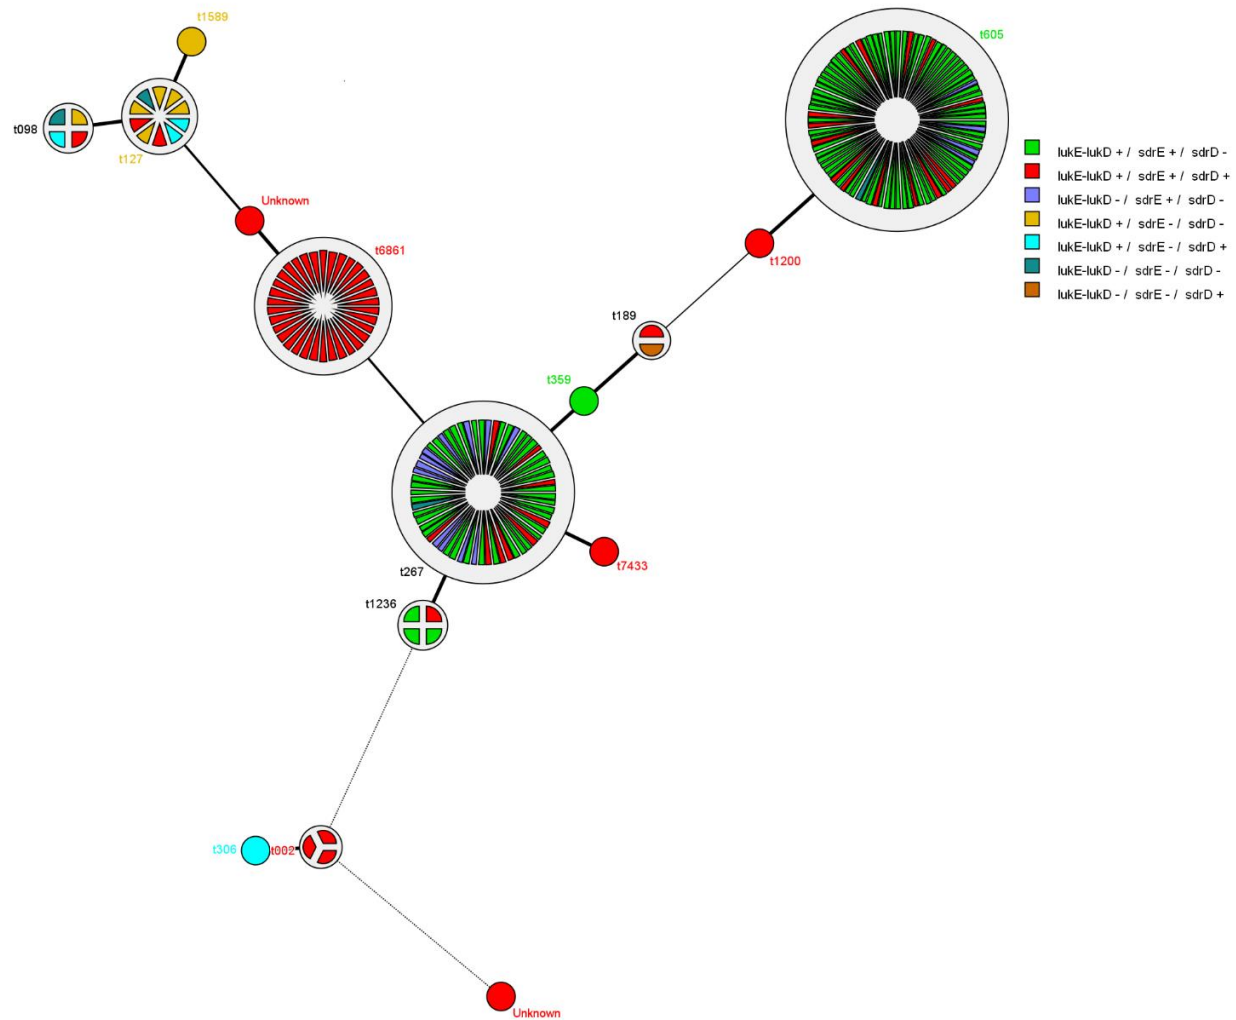 t1589
t605
t098
t127
Unknown
t6861
t1200
t189
t359
t267
t7433
t1236
t306
t002
Unknown
lukE-lukD + / sdrE + / sdrD -
lukE-lukD + / sdrE + / sdrD +
lukE-lukD - / sdrE + / sdrD -
lukE-lukD + / sdrE - / sdrD -
lukE-lukD + / sdrE - / sdrD +
lukE-lukD - / sdrE - / sdrD -
lukE-lukD - / sdrE - / sdrD +